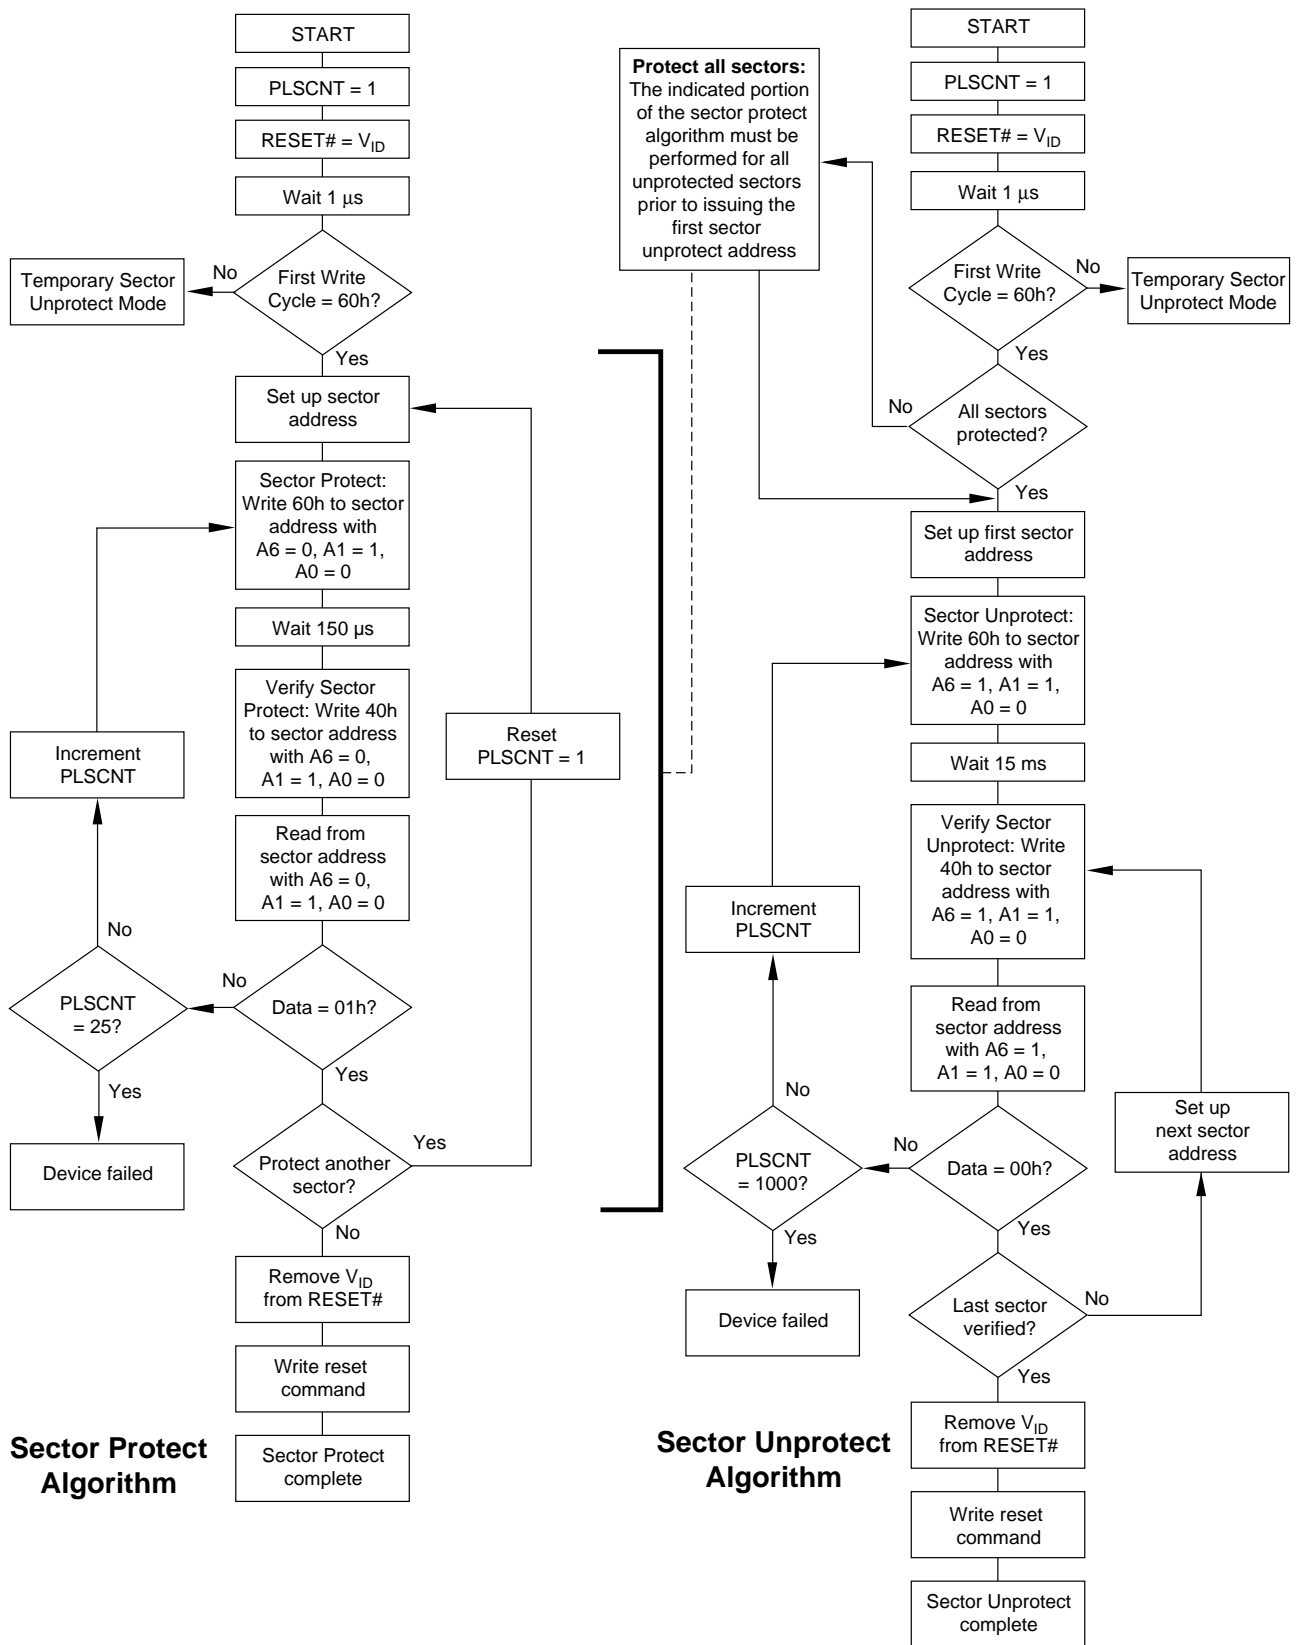 START
PLSCNT = 1
RESET# = VID
Wait 1 μs
First Write
Cycle = 60h?
No
Temporary Sector
Unprotect Mode
Yes
Set up sector
address
Sector Protect:
Write 60h to sector
address with
A6 = 0, A1 = 1,
A0 = 0
Wait 150 µs
Verify Sector
Protect: Write 40h
to sector address
with A6 = 0,
A1 = 1, A0 = 0
Increment
PLSCNT
Reset
PLSCNT = 1
Read from
sector address
with A6 = 0,
A1 = 1, A0 = 0
No
PLSCNT
= 25?
No
Data = 01h?
Yes
Yes
Device failed
Protect another
sector?
Yes
No
Remove VID
from RESET#
Write reset
command
Sector Protect
complete
Sector Protect
Algorithm
Protect all sectors:
The indicated portion
of the sector protect
algorithm must be
performed for all
unprotected sectors
prior to issuing the
first sector
unprotect address
START
PLSCNT = 1
RESET# = VID
Wait 1 μs
First Write
Cycle = 60h?
No
Temporary Sector
Unprotect Mode
Yes
No
All sectors
protected?
Yes
Set up first sector
address
Sector Unprotect:
Write 60h to sector
address with
A6 = 1, A1 = 1,
A0 = 0
Wait 15 ms
Verify Sector
Unprotect: Write
40h to sector
address with
A6 = 1, A1 = 1,
A0 = 0
Increment
PLSCNT
Read from
sector address
with A6 = 1,
A1 = 1, A0 = 0
No
Set up
next sector
address
PLSCNT
= 1000?
No
Data = 00h?
Yes
Yes
Device failed
Last sector
verified?
No
Yes
Remove VID
from RESET#
Write reset
command
Sector Unprotect
complete
Sector Unprotect
Algorithm